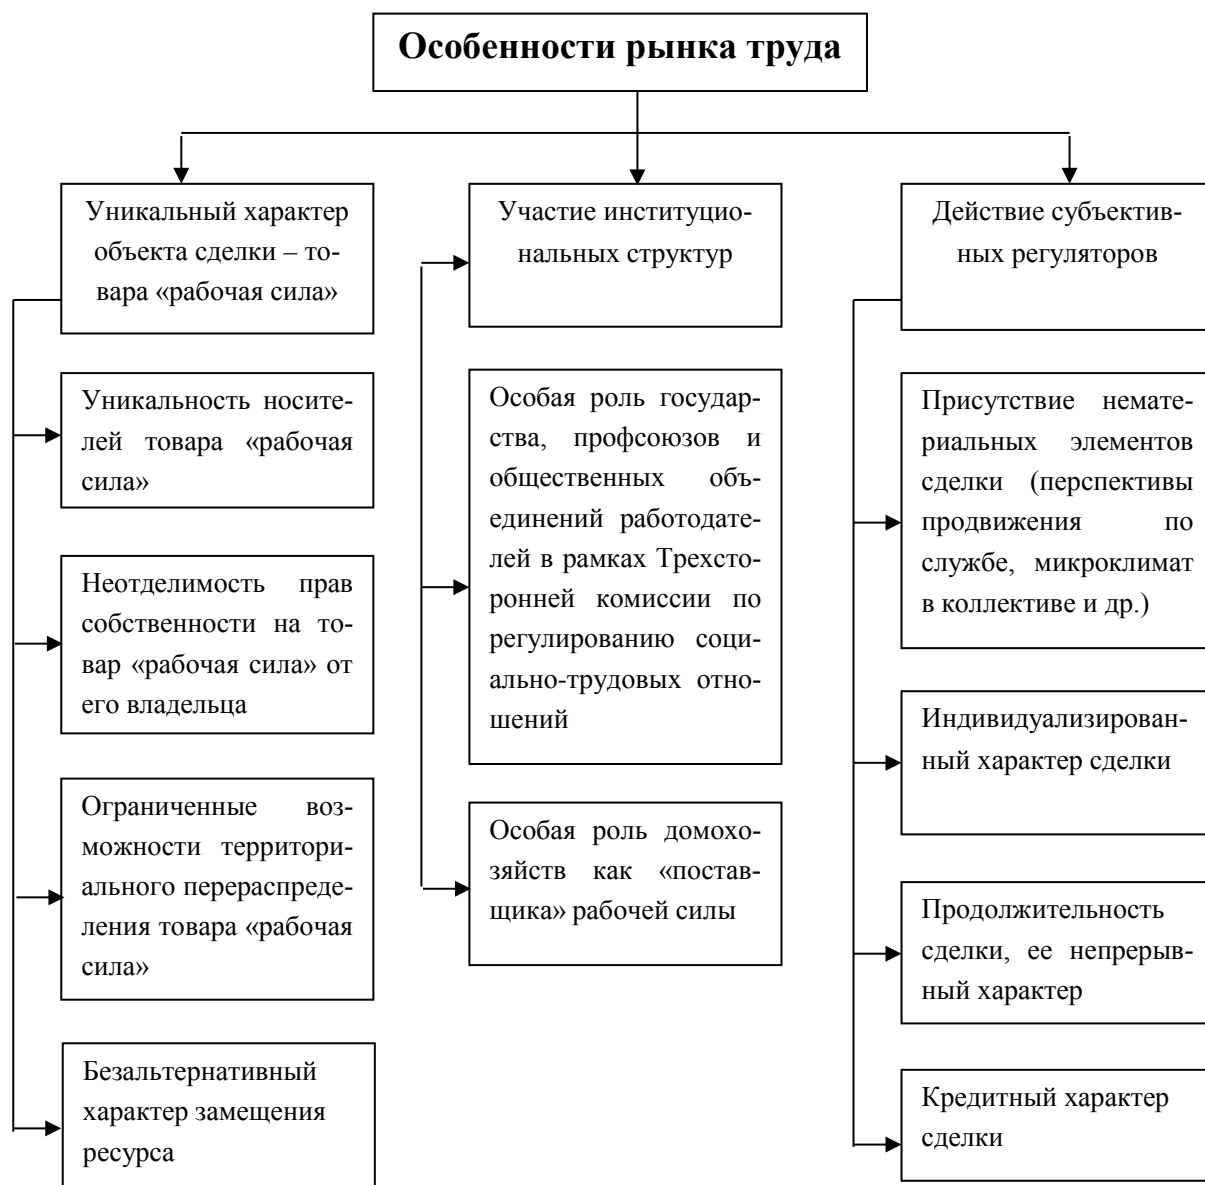 Особенности рынка труда
Уникальный характер
объекта сделки – то-
вара «рабочая сила»
Уникальность носите-
лей товара «рабочая
сила»
Неотделимость прав
собственности на то-
вар «рабочая сила» от
его владельца
Ограниченные воз-
можности территори-
ального перераспреде-
ления товара «рабочая
сила»
Безальтернативный
характер замещения
ресурса
Участие институцио-
нальных структур
Особая роль государ-
ства, профсоюзов и
общественных объ-
единений работодате-
лей в рамках Трехсто-
ронней комиссии по
регулированию соци-
ально-трудовых отно-
шений
Особая роль домохо-
зяйств как «постав-
щика» рабочей силы
Действие субъектив-
ных регуляторов
Присутствие немате-
риальных элементов
сделки (перспективы
продвижения по
службе, микроклимат
в коллективе и др.)
Индивидуализирован-
ный характер сделки
Продолжительность
сделки, ее непрерыв-
ный характер
Кредитный характер
сделки